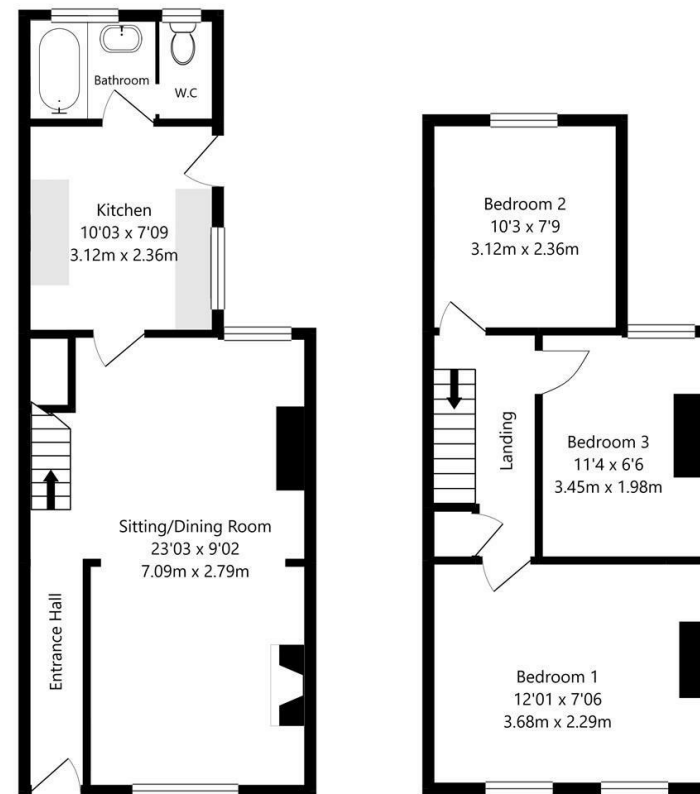 Bathroom
W.C
Kitchen
10'03 x 7'09
3.12m x 2.36m
Sitting/Dining Room
23'03 x 9'02
7.09m x 2.79m
Entrance Hall
Bedroom 2
10'3 x 7'9
3.12m x 2.36m
Landing
Bedroom 3
11'4 x 6'6
3.45m x 1.98m
Bedroom 1
12'01 x 7'06
3.68m x 2.29m